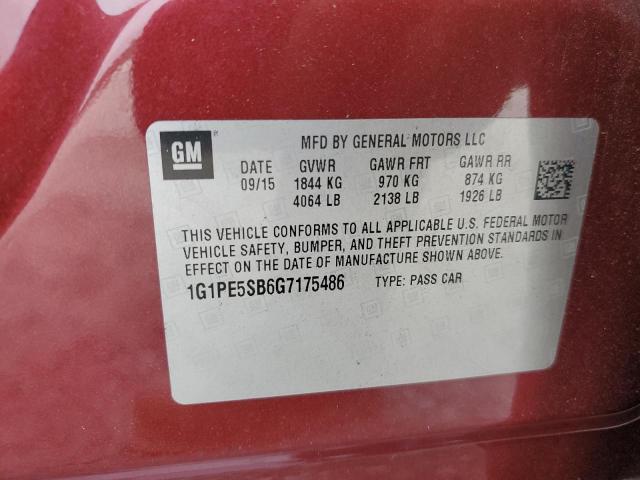 GM
MFD BY GENERAL MOTORS LLC
DATE GVWR GAWR FRT GAWR RR
09/15 1844 KG 970 KG 874 KG
4064 LB 2138 LB 1926 LB
THIS VEHICLE CONFORMS TO ALL APPLICABLE U.S. FEDERAL MOTOR
VEHICLE SAFETY, BUMPER, AND THEFT PREVENTION STANDARDS IN
EFFECT ON THE DATE OF MANUFACTURE SHOWN ABOVE.
1G1PE5SB6G7175486 TYPE: PASS CAR